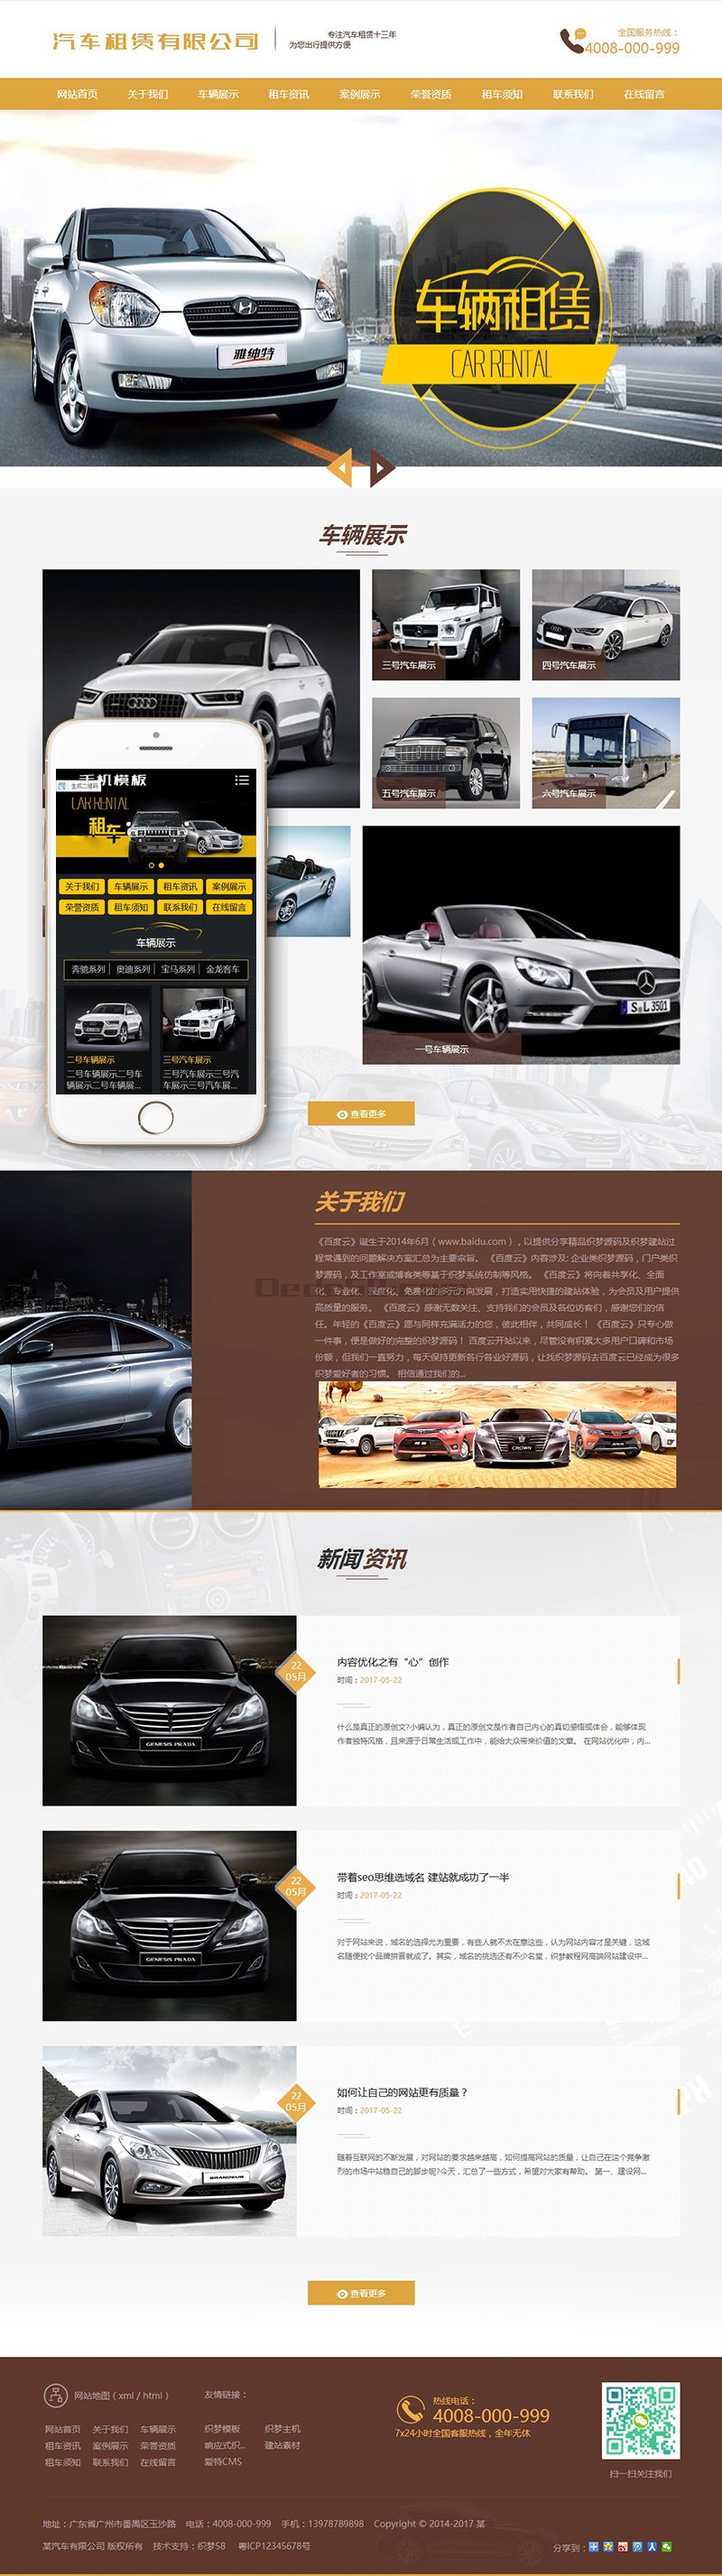 汽车租赁有限公司
专注汽车租赁十三年
为您出行提供方便
全国服务热线：
4008-000-999
网站首页 关于我们 车辆展示 租车资讯 案例展示 荣誉资质 租车须知 联系我们 在线留言
雅绅特
车辆租赁
CAR RENTAL
车辆展示
三号汽车展示
四号汽车展示
五号汽车展示
六号汽车展示
CITARO
S·L 3501
一号车辆展示
手机模板
生成二维码
CAR RENTAL
租车
关于我们 车辆展示 租车资讯 案例展示
荣誉资质 租车须知 联系我们 在线留言
车辆展示
奔驰系列 | 奥迪系列 | 宝马系列 | 金龙客车
二号车辆展示
二号车辆展示二号车
辆展示二号车辆展...
三号汽车展示
三号汽车展示三号汽
车展示三号汽车展...
查看更多
关于我们
《百度云》诞生于2014年6月（www.baidu.com），以提供分享精品织梦源码及织梦建站过
程常遇到的问题解决方案汇总为主要宗旨。 《百度云》内容涉及: 企业类织梦源码，门户类织
梦源码，及工作室或博客类等基于织梦系统仿制等风格。 《百度云》将向着共享化、全面
化、专业化、深度化、免费化的多元方向发展，打造实用快捷的建站体验，为会员及用户提供
高质量的服务。 《百度云》感谢无数关注、支持我们的会员及各位访客们，感谢您们的信
任。年轻的《百度云》愿与同样充满活力的您，彼此相伴，共同成长！ 《百度云》只专心做
一件事，便是做好的完整的织梦源码！ 百度云开站以来，尽管没有积累太多用户口碑和市场
份额，但我们一直努力，每天保持更新各行各业好源码，让找织梦源码去百度云已经成为很多
织梦爱好者的习惯。 相信通过我们的...
CROWN
新闻资讯
GENESIS PRADA
22
05月
内容优化之有“心”创作
时间：2017-05-22
什么是真正的原创文?小编认为，真正的原创文是作者自己内心的真切感悟或体会，能够体现
作者独特风格，且来源于日常生活或工作中，能给大众带来价值的文章。 在网站优化中，内...
GENESIS PRADA
22
05月
带着seo思维选域名 建站就成功了一半
时间：2017-05-22
对于网站来说，域名的选择尤为重要，有些人就不太在意这些，认为网站内容才是关键，这域
名随便找个品牌拼音就成了。其实，域名的挑选还有不少名堂，织梦教程网高端网站建设中...
GRANDEUR
22
05月
如何让自己的网站更有质量？
时间：2017-05-22
随着互联网的不断发展，对网站的要求越来越高，如何提高网站的质量，让自己在这个竞争激
烈的市场中站稳自己的脚步呢?今天，汇总了一些方式，希望对大家有帮助。 第一、建设网...
查看更多
网站地图（xml / html）
网站首页 关于我们 车辆展示
租车资讯 案例展示 荣誉资质
租车须知 联系我们 在线留言
友情链接：
织梦模板 织梦主机
响应式织... 建站素材
爱特CMS
热线电话：
4008-000-999
7x24小时全国客服热线，全年无休
扫一扫关注我们
地址：广东省广州市番禺区玉沙路 电话：4008-000-999 手机：13978789898 Copyright © 2014-2017 某
某汽车有限公司 版权所有 技术支持：织梦58 粤ICP12345678号
分享到：